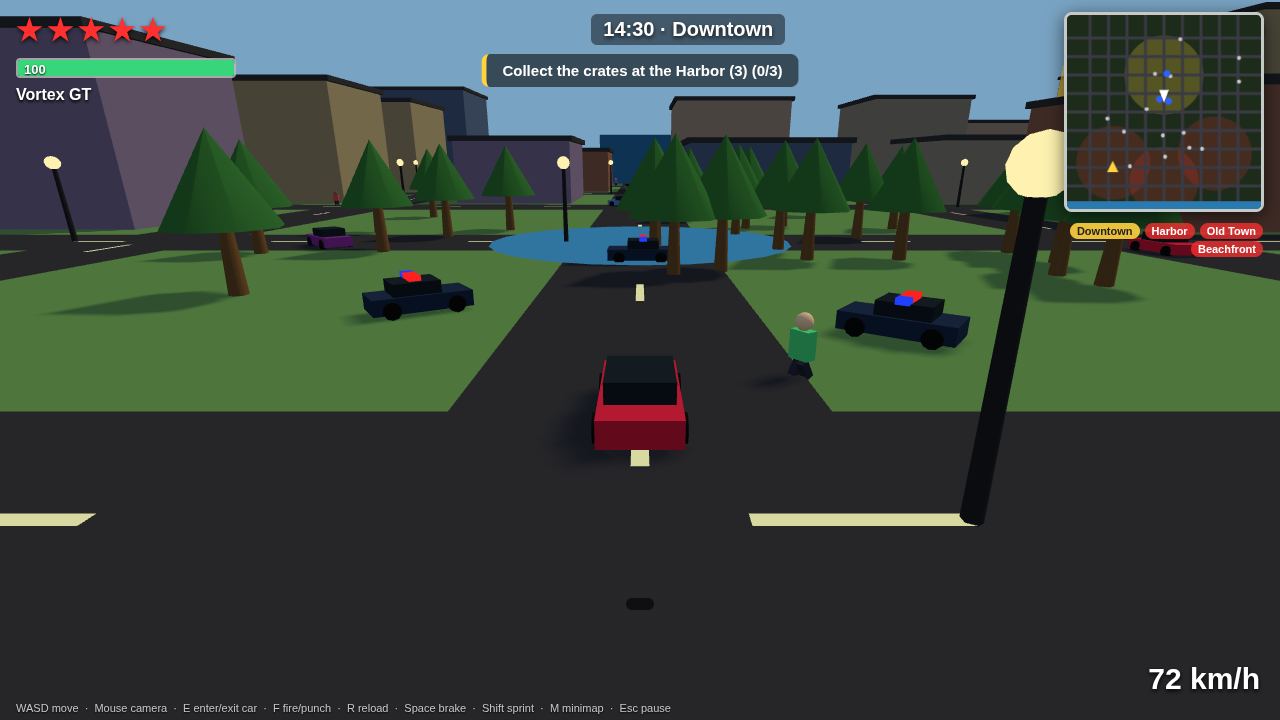 14:30 · Downtown
100
Collect the crates at the Harbor (3) (0/3)
Vortex GT
Downtown Harbor Old Town
Beachfront
72 km/h
WASD move · Mouse camera · E enter/exit car · F fire/punch · R reload · Space brake · Shift sprint · M minimap · Esc pause